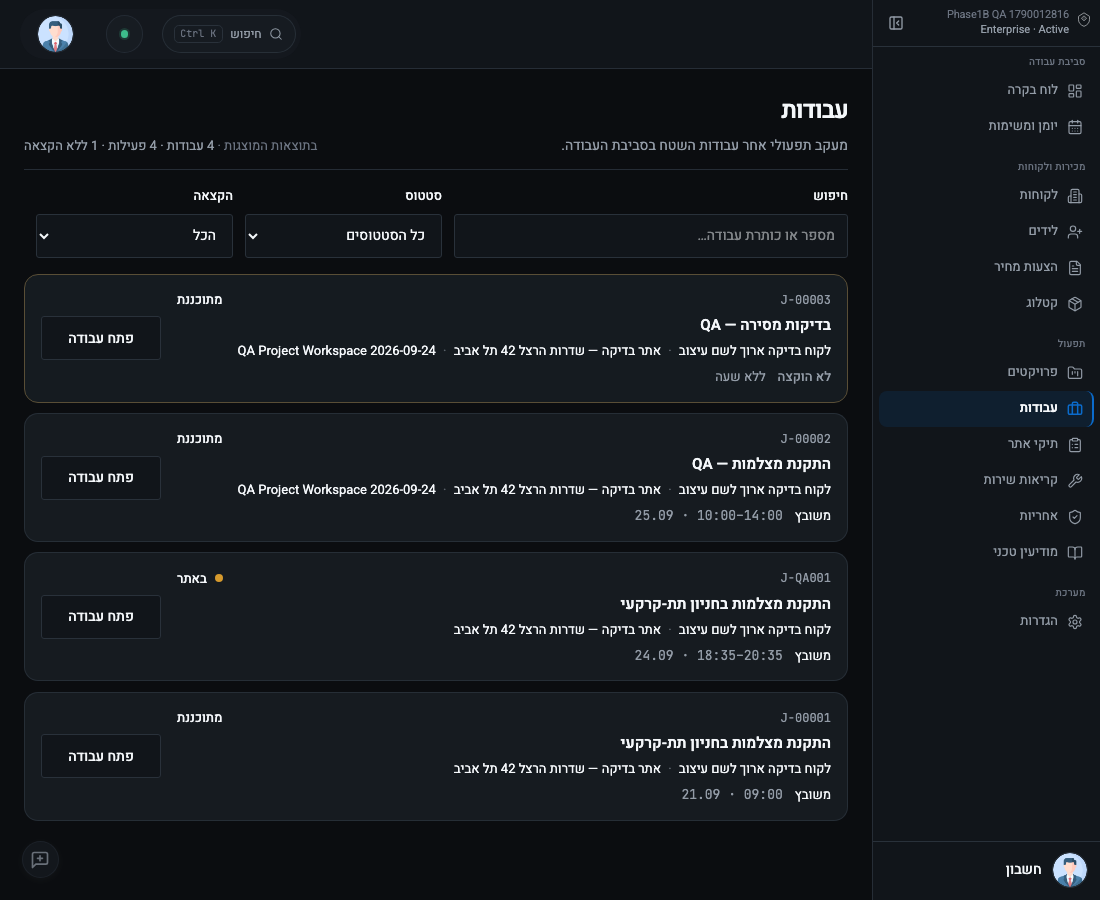 Phase1B QA 1790012816
Enterprise · Active
סביבת עבודה
לוח בקרה
יומן ומשימות
מכירות ולקוחות
לקוחות
לידים
הצעות מחיר
קטלוג
תפעול
פרויקטים
עבודות
תיקי אתר
קריאות שירות
אחריות
מודיעין טכני
מערכת
הגדרות
חשבון
חיפוש Ctrl K
עבודות
מעקב תפעולי אחר עבודות השטח בסביבת העבודה.
בתוצאות המוצגות · 4 עבודות · 4 פעילות · 1 ללא הקצאה
חיפוש
מספר או כותרת עבודה...
סטטוס
כל הסטטוסים
הקצאה
הכל
J-00003
מתוכננת
בדיקות מסירה — QA
לקוח בדיקה ארוך לשם עיצוב · אתר בדיקה — שדרות הרצל 42 תל אביב · QA Project Workspace 2026-09-24
לא הוקצה ללא שעה
פתח עבודה
J-00002
מתוכננת
התקנת מצלמות — QA
לקוח בדיקה ארוך לשם עיצוב · אתר בדיקה — שדרות הרצל 42 תל אביב · QA Project Workspace 2026-09-24
משובץ 25.09 · 10:00–14:00
פתח עבודה
J-QA001
באתר
התקנת מצלמות בחניון תת-קרקעי
לקוח בדיקה ארוך לשם עיצוב · אתר בדיקה — שדרות הרצל 42 תל אביב
משובץ 24.09 · 18:35–20:35
פתח עבודה
J-00001
מתוכננת
התקנת מצלמות בחניון תת-קרקעי
לקוח בדיקה ארוך לשם עיצוב · אתר בדיקה — שדרות הרצל 42 תל אביב
משובץ 21.09 · 09:00
פתח עבודה